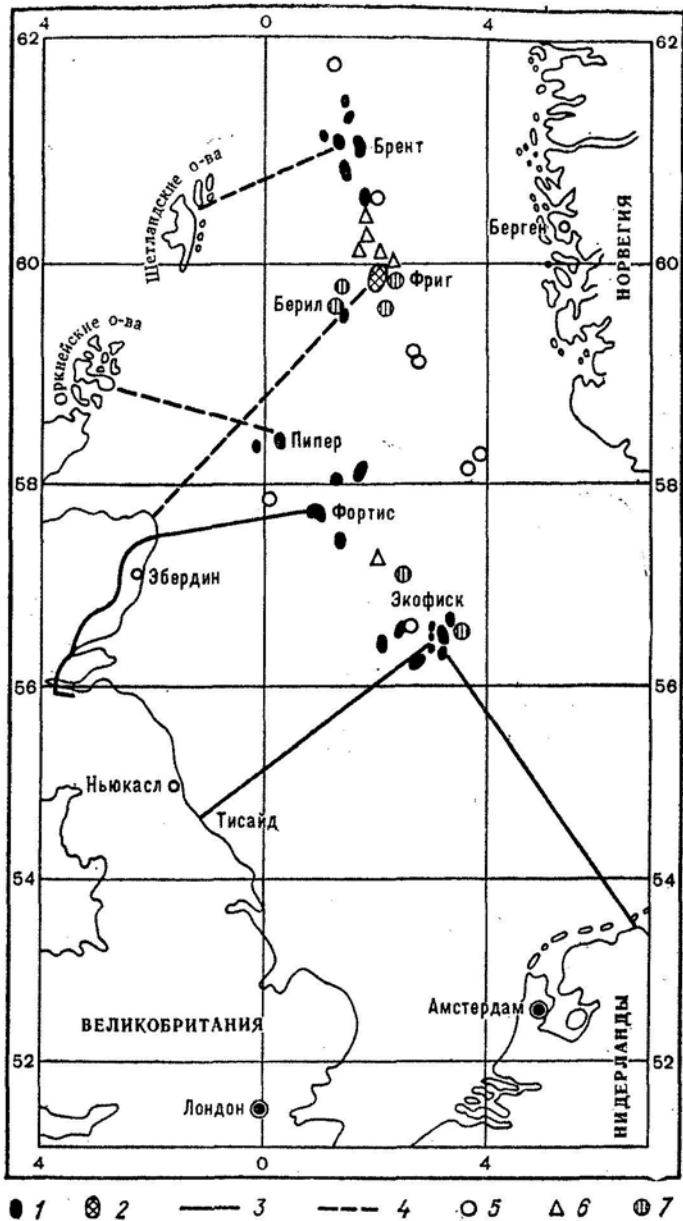 4 0 4
62 62
Брент
Шетландские о-ва
Берген
НОРВЕГИЯ
60 60
Фриг
Берил
Оркнейские о-ва
Пипер
58 58
Фортис
Эбердин
Экофиск
56 56
Ньюкасл
Тисайд
54 54
Амстердам
ВЕЛИКОБРИТАНИЯ
НИДЕРЛАНДЫ
52 52
Лондон
4 0 4
1 2 3 4 5 6 7